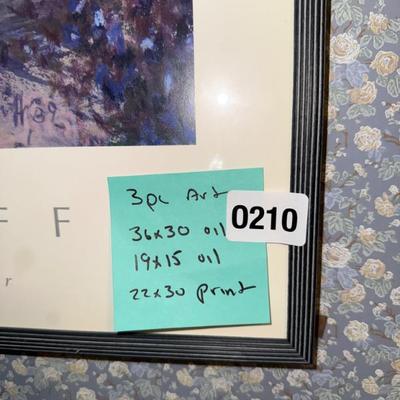 F F
r
3pc Art
0210
36x30 oil
19x15 oil
22x30 print